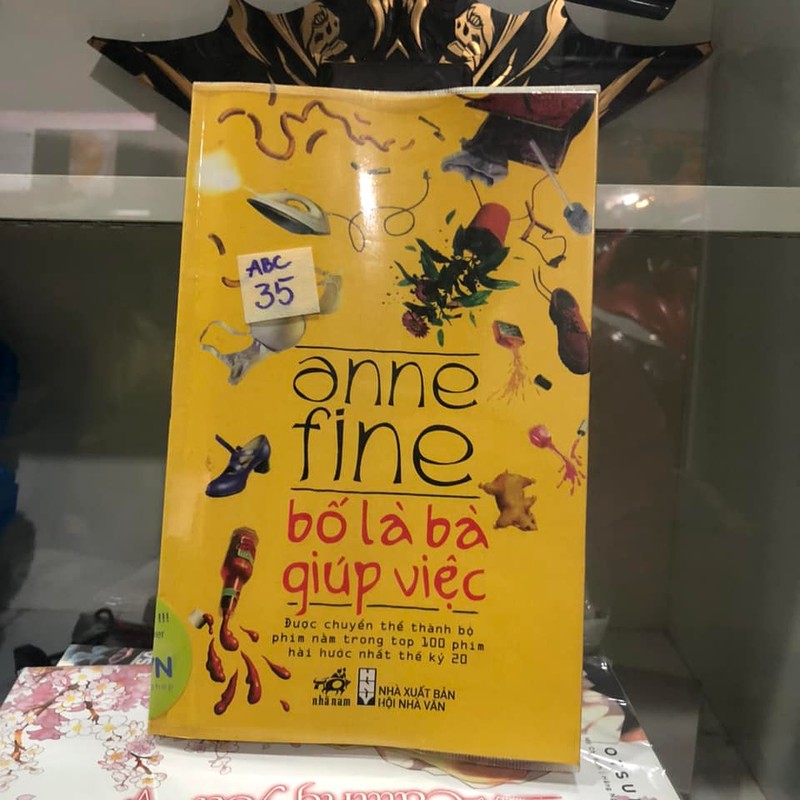 ABC
35
anne
fine
bố là bà
giúp việc
Được chuyển thể thành bộ
phim nằm trong top 100 phim
hài hước nhất thế kỷ 20
nhã nam
NHÀ XUẤT BẢN
HỘI NHÀ VĂN